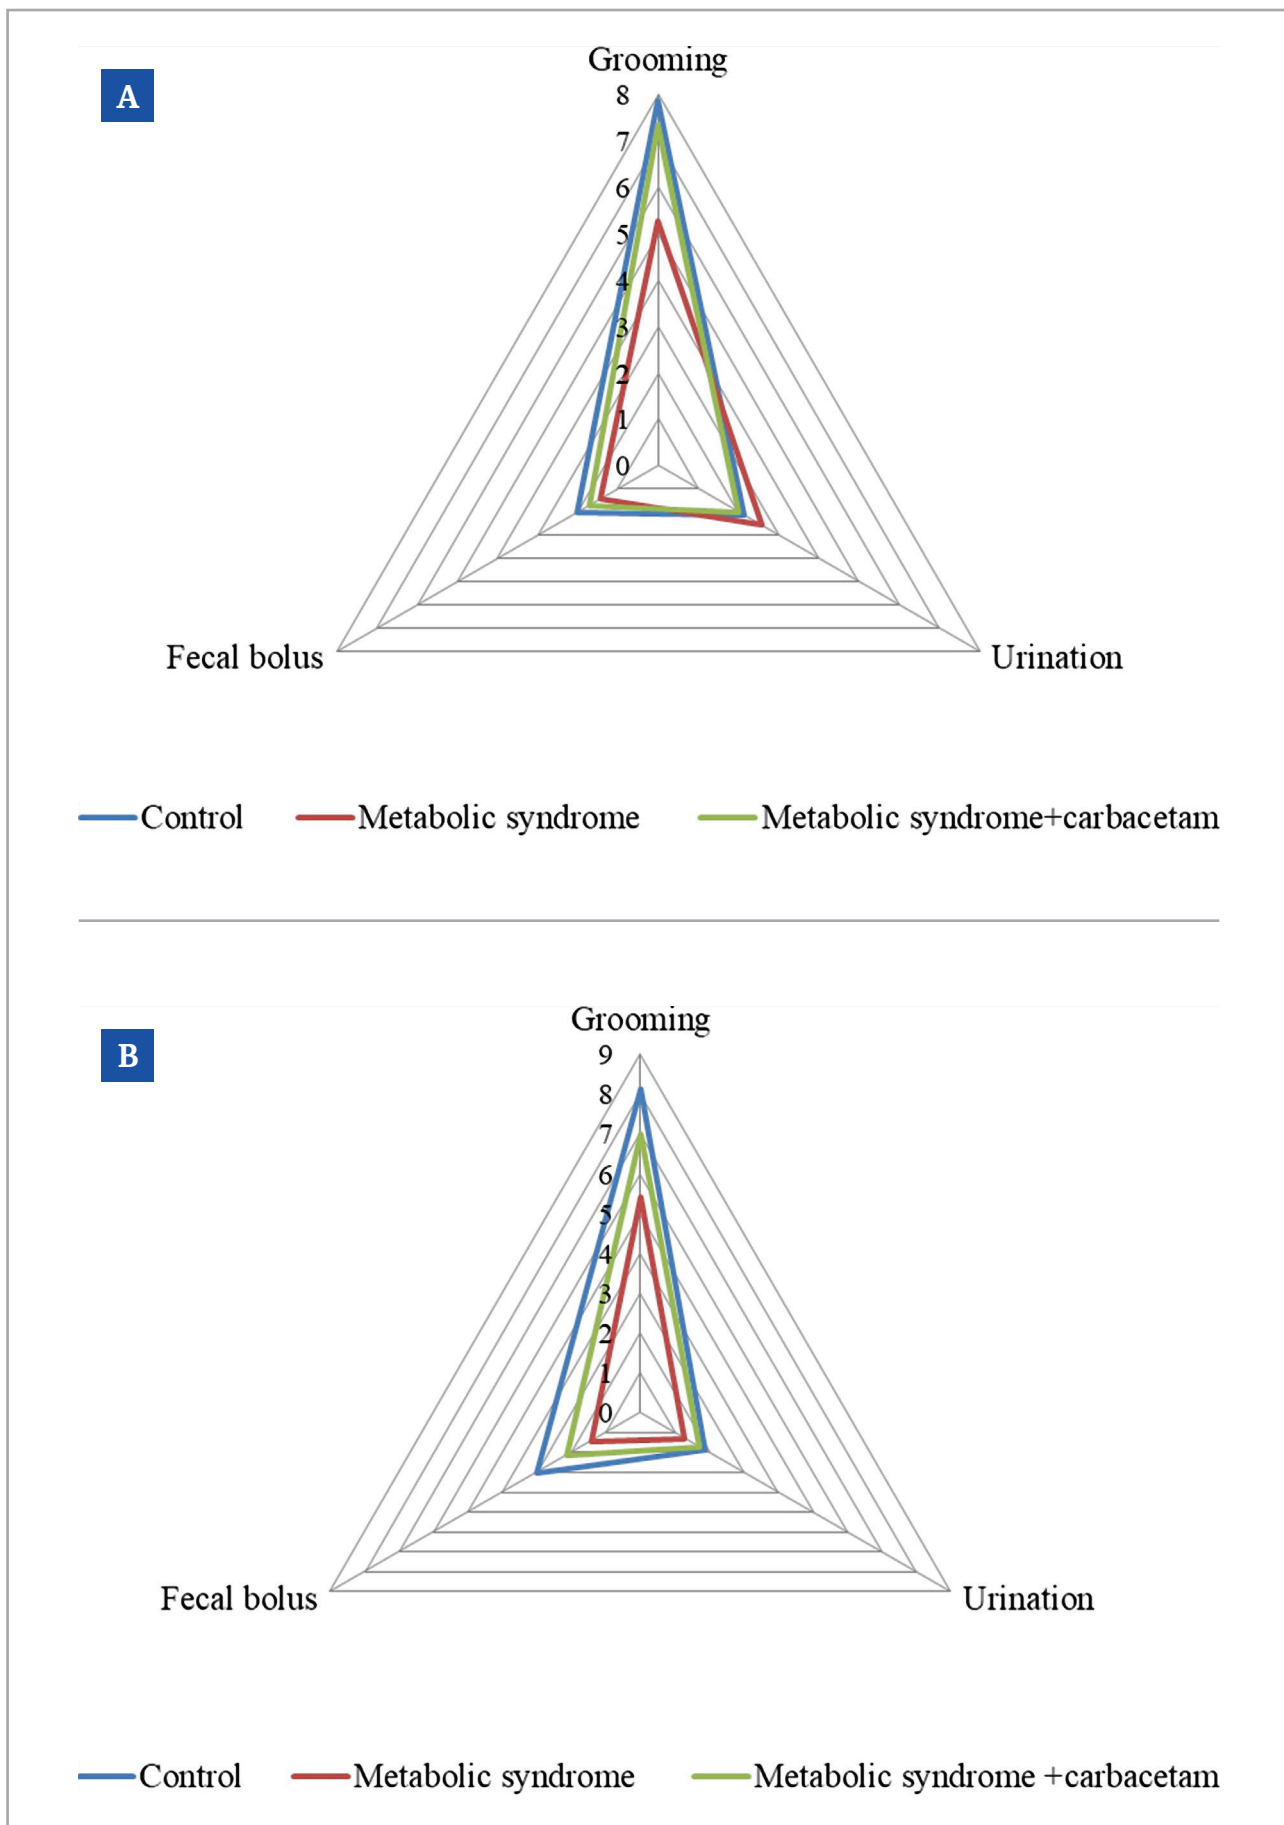 A
Grooming
8
7
6
5
4
3
2
1
0
Fecal bolus
Urination
Control
Metabolic syndrome
Metabolic syndrome+carbacetam
B
Grooming
9
8
7
6
5
4
3
2
1
0
Fecal bolus
Urination
Control
Metabolic syndrome
Metabolic syndrome +carbacetam